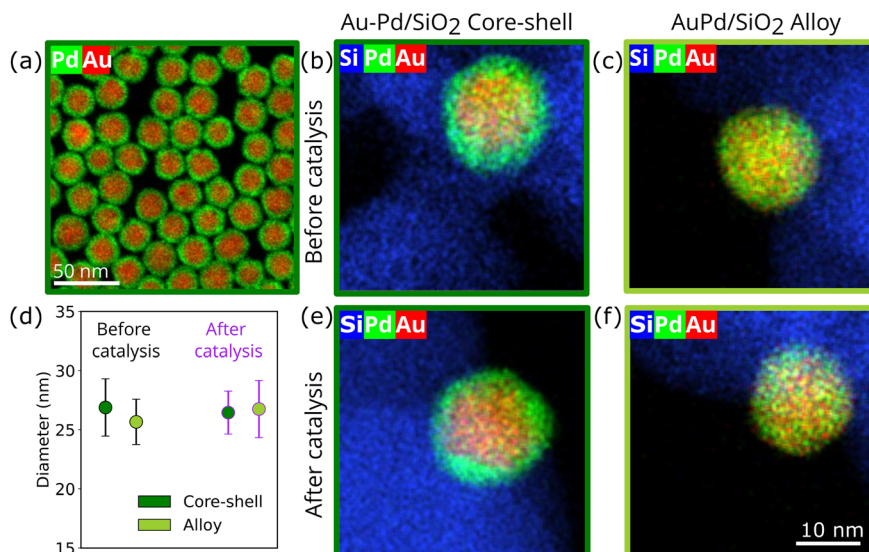 Au-Pd/SiO2 Core-shell
AuPd/SiO2 Alloy
(a)
Pd Au
50 nm
Before catalysis
(b)
Si Pd Au
(c)
Si Pd Au
(d)
Diameter (nm)
35
30
25
20
15
Before
catalysis
After
catalysis
Core-shell
Alloy
After catalysis
(e)
Si Pd Au
(f)
Si Pd Au
10 nm